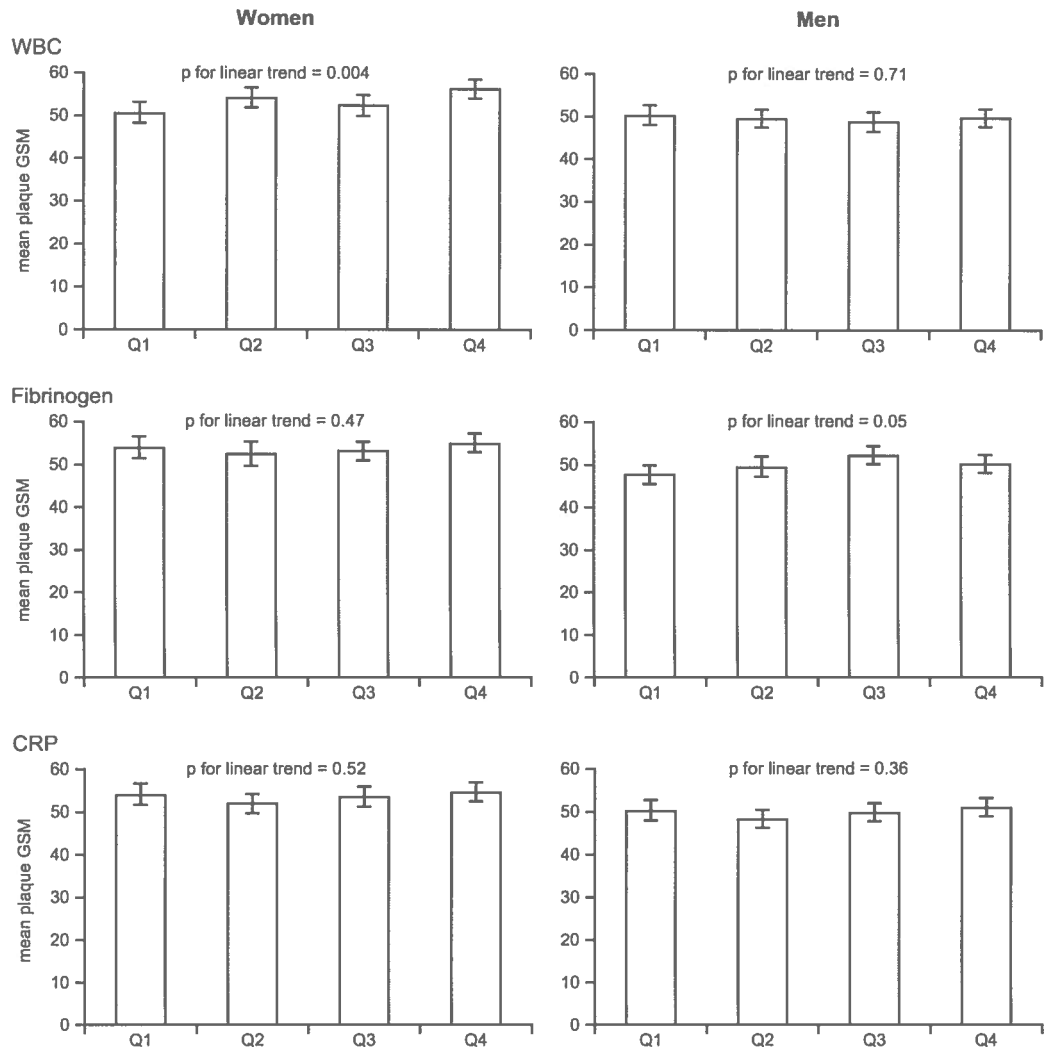 Women
Men
WBC
p for linear trend = 0.004
mean plaque GSM
60
50
40
30
20
10
0
Q1 Q2 Q3 Q4
p for linear trend = 0.71
60
50
40
30
20
10
0
Q1 Q2 Q3 Q4
Fibrinogen
p for linear trend = 0.47
mean plaque GSM
60
50
40
30
20
10
0
Q1 Q2 Q3 Q4
p for linear trend = 0.05
60
50
40
30
20
10
0
Q1 Q2 Q3 Q4
CRP
p for linear trend = 0.52
mean plaque GSM
60
50
40
30
20
10
0
Q1 Q2 Q3 Q4
p for linear trend = 0.36
60
50
40
30
20
10
0
Q1 Q2 Q3 Q4